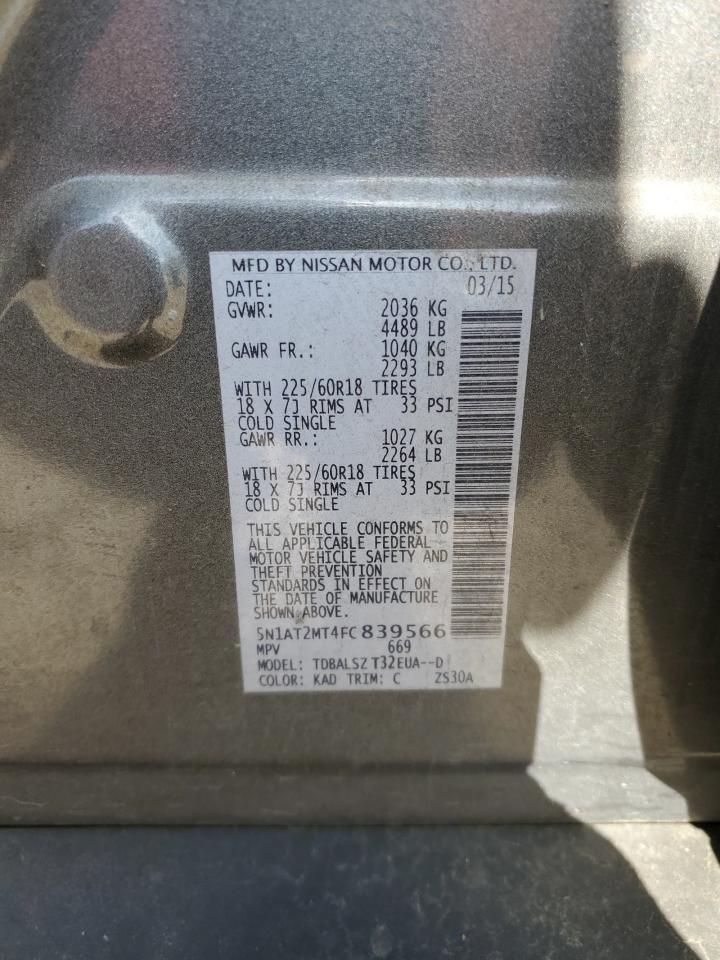 MFD BY NISSAN MOTOR CO., LTD.
DATE: 03/15
GVWR: 2036 KG
4489 LB
GAWR FR.: 1040 KG
2293 LB
WITH 225/60R18 TIRES
18 X 7J RIMS AT 33 PSI
COLD SINGLE
GAWR RR.: 1027 KG
2264 LB
WITH 225/60R18 TIRES
18 X 7J RIMS AT 33 PSI
COLD SINGLE
THIS VEHICLE CONFORMS TO
ALL APPLICABLE FEDERAL
MOTOR VEHICLE SAFETY AND
THEFT PREVENTION
STANDARDS IN EFFECT ON
THE DATE OF MANUFACTURE
SHOWN ABOVE.
5N1AT2MT4FC839566
MPV 669
MODEL: TDBALSZ T32EUA--D
COLOR: KAD TRIM: C ZS30A